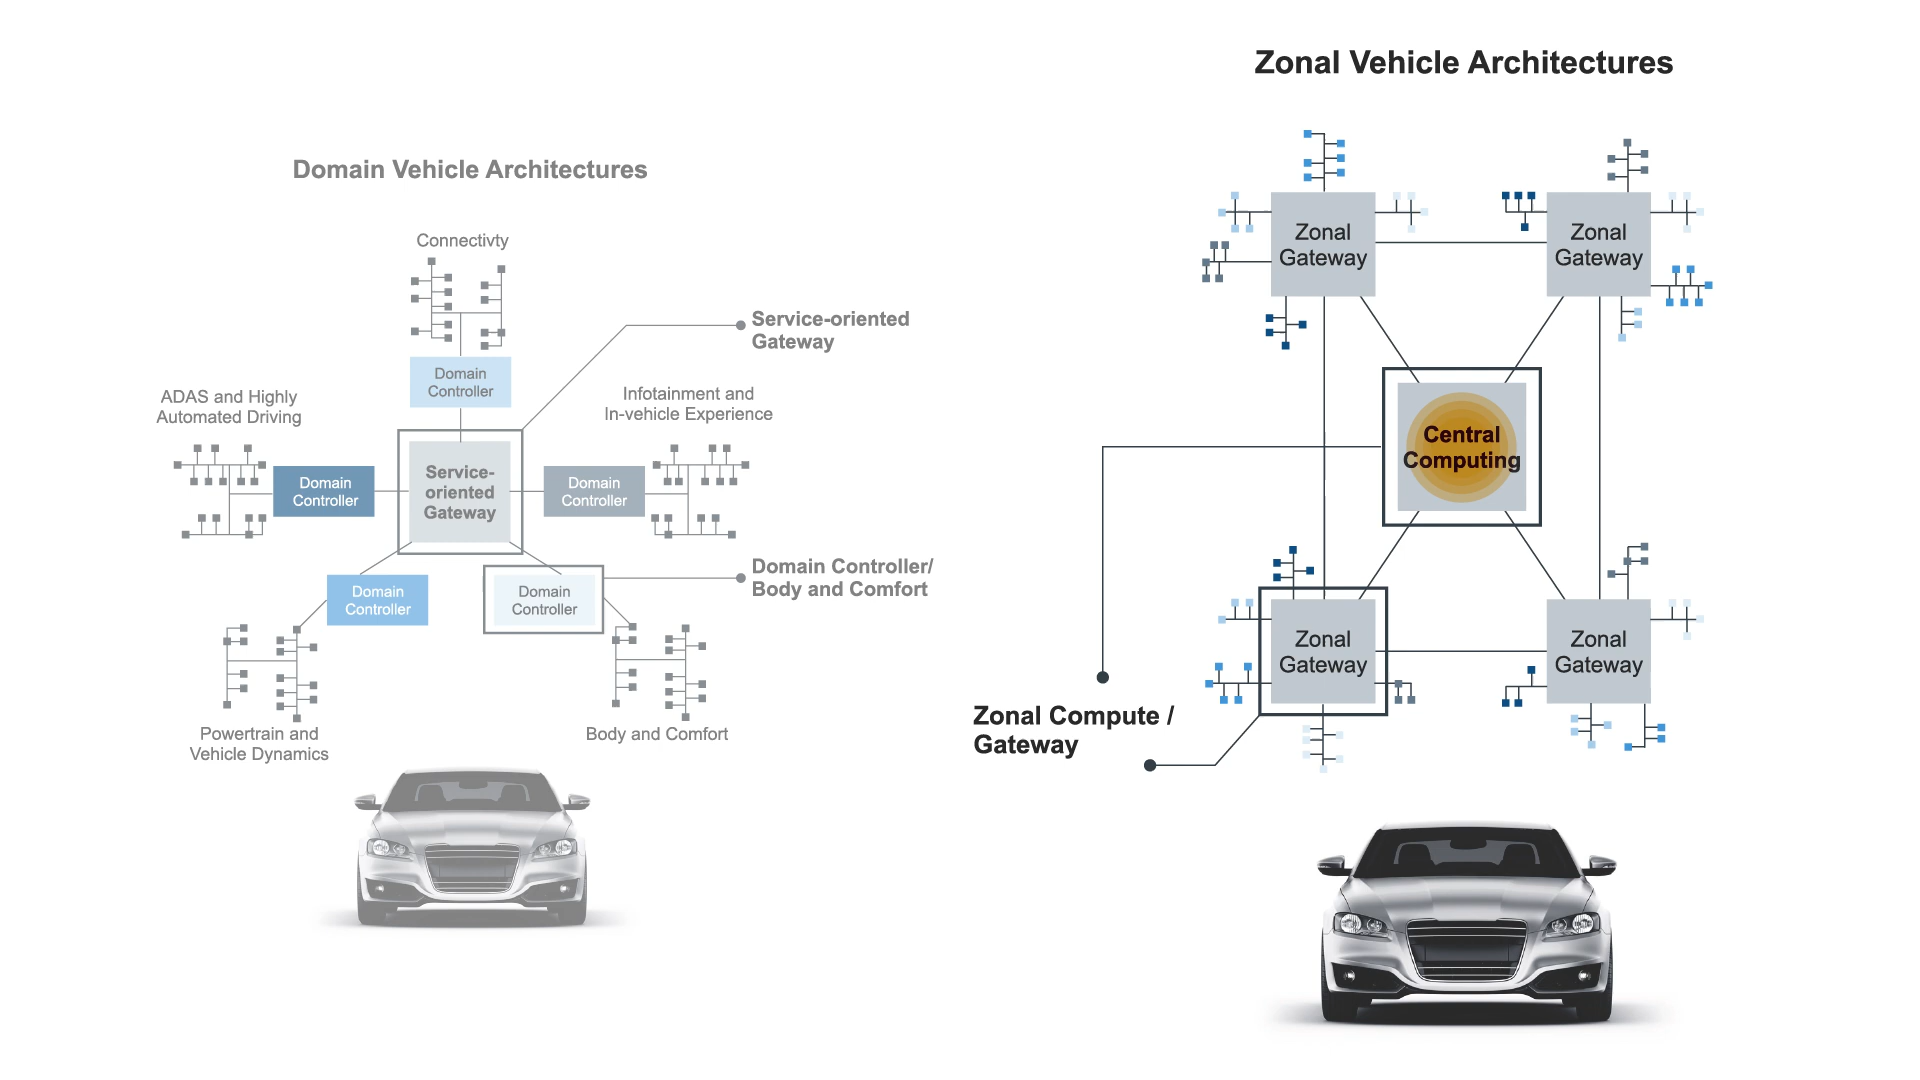 Zonal Vehicle Architectures
Domain Vehicle Architectures
Connectivty
Domain
Controller
Service-oriented
Gateway
ADAS and Highly
Automated Driving
Infotainment and
In-vehicle Experience
Domain
Controller
Service-
oriented
Gateway
Domain
Controller
Domain Controller/
Body and Comfort
Domain
Controller
Domain
Controller
Powertrain and
Vehicle Dynamics
Body and Comfort
Zonal
Gateway
Zonal
Gateway
Central
Computing
Zonal
Gateway
Zonal
Gateway
Zonal Compute /
Gateway